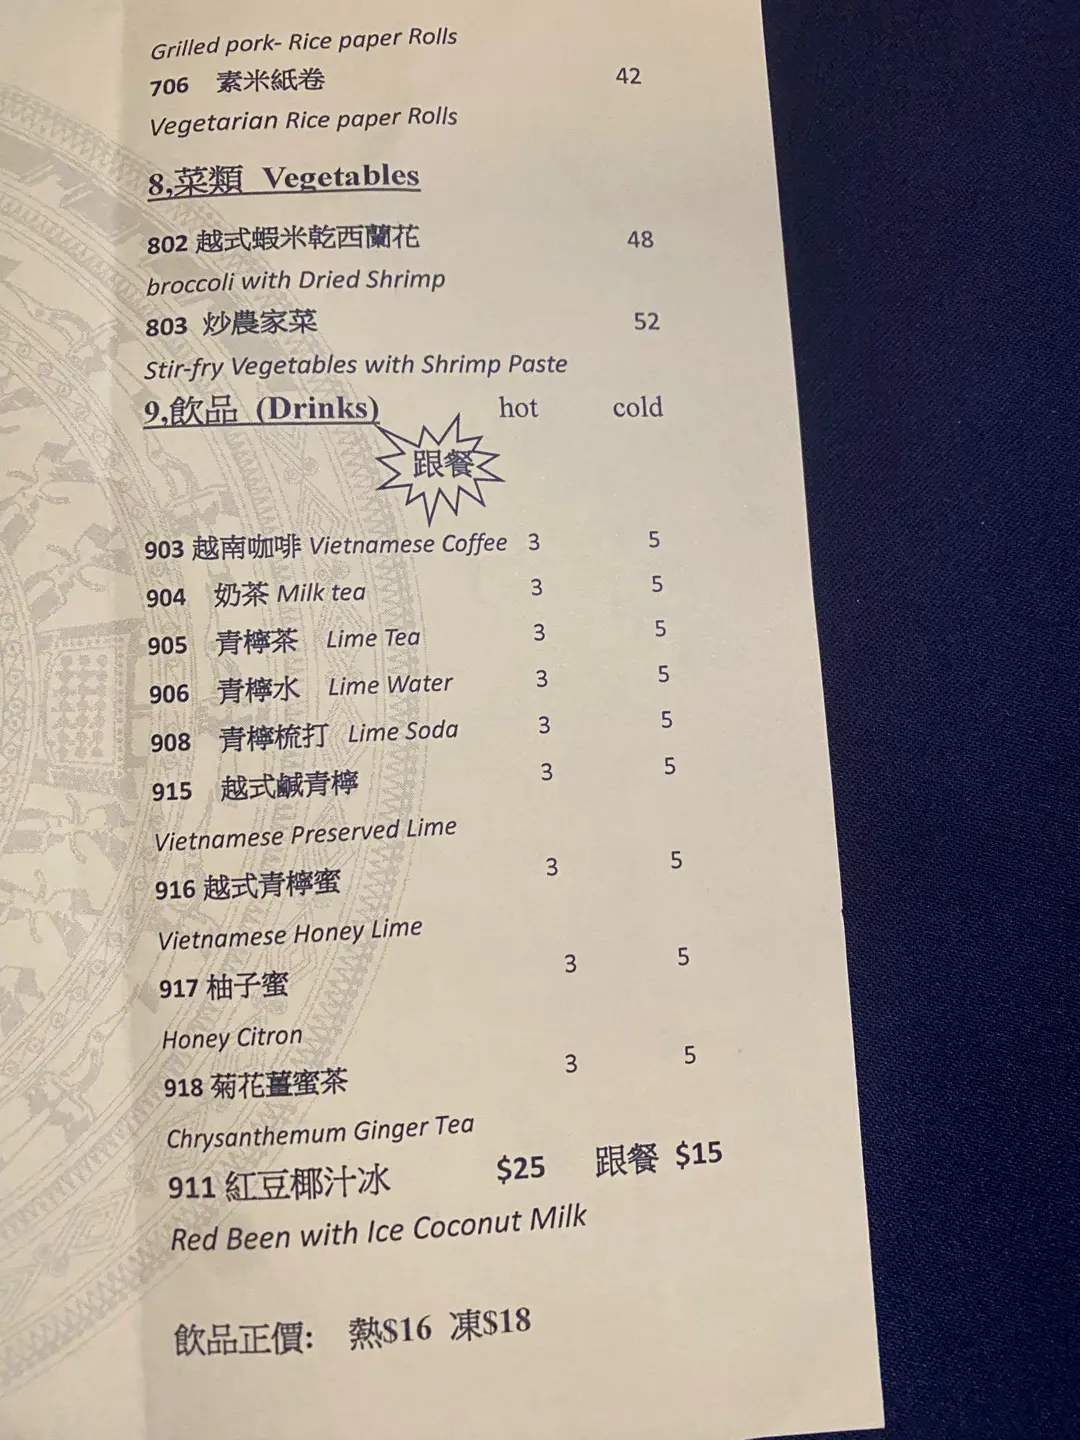 Grilled pork- Rice paper Rolls
706 素米紙卷 42
Vegetarian Rice paper Rolls
8,菜類 Vegetables
802 越式蝦米乾西蘭花 48
broccoli with Dried Shrimp
803 炒農家菜 52
Stir-fry Vegetables with Shrimp Paste
9,飲品 (Drinks) hot cold
跟餐
903 越南咖啡 Vietnamese Coffee 3 5
904 奶茶 Milk tea 3 5
905 青檸茶 Lime Tea 3 5
906 青檸水 Lime Water 3 5
908 青檸梳打 Lime Soda 3 5
915 越式鹹青檸 3 5
Vietnamese Preserved Lime
916 越式青檸蜜 3 5
Vietnamese Honey Lime
917 柚子蜜 3 5
Honey Citron
918 菊花薑蜜茶 3 5
Chrysanthemum Ginger Tea
911 紅豆椰汁冰 $25 跟餐 $15
Red Been with Ice Coconut Milk
飲品正價: 熱$16 凍$18